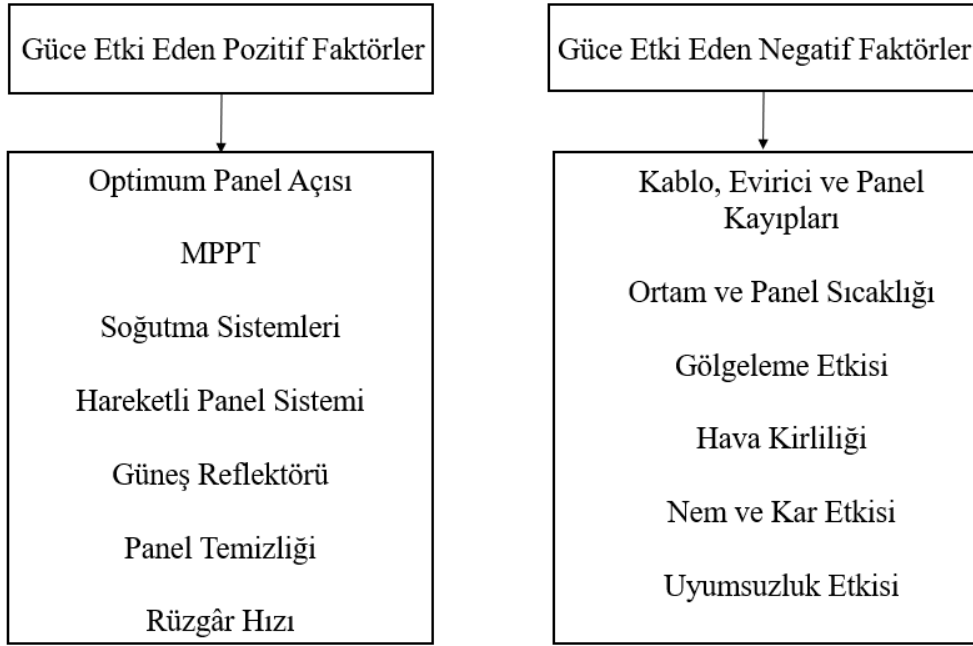 Güce Etki Eden Pozitif Faktörler
Optimum Panel Açısı
MPPT
Soğutma Sistemleri
Hareketli Panel Sistemi
Güneş Reflektörü
Panel Temizliği
Rüzgâr Hızı
Güce Etki Eden Negatif Faktörler
Kablo, Evirici ve Panel
Kayıpları
Ortam ve Panel Sıcaklığı
Gölgeleme Etkisi
Hava Kirliliği
Nem ve Kar Etkisi
Uyumsuzluk Etkisi